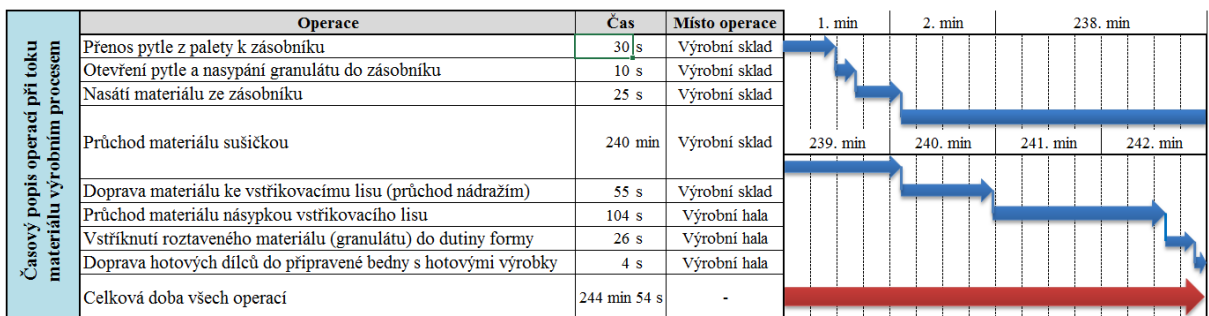 Časový popis operací při toku
materiálu výrobním procesem
Operace Čas Místo operace 1. min 2. min 238. min
Přenos pytle z palety k zásobníku 30 s Výrobní sklad
Otevření pytle a nasypání granulátu do zásobníku 10 s Výrobní sklad
Nasátí materiálu ze zásobníku 25 s Výrobní sklad
Průchod materiálu sušičkou 240 min Výrobní sklad 239. min 240. min 241. min 242. min
Doprava materiálu ke vstřikovacímu lisu (průchod nádražím) 55 s Výrobní sklad
Průchod materiálu násypkou vstřikovacího lisu 104 s Výrobní hala
Vstříknutí roztaveného materiálu (granulátu) do dutiny formy 26 s Výrobní hala
Doprava hotových dílců do připravené bedny s hotovými výrobky 4 s Výrobní hala
Celková doba všech operací 244 min 54 s -